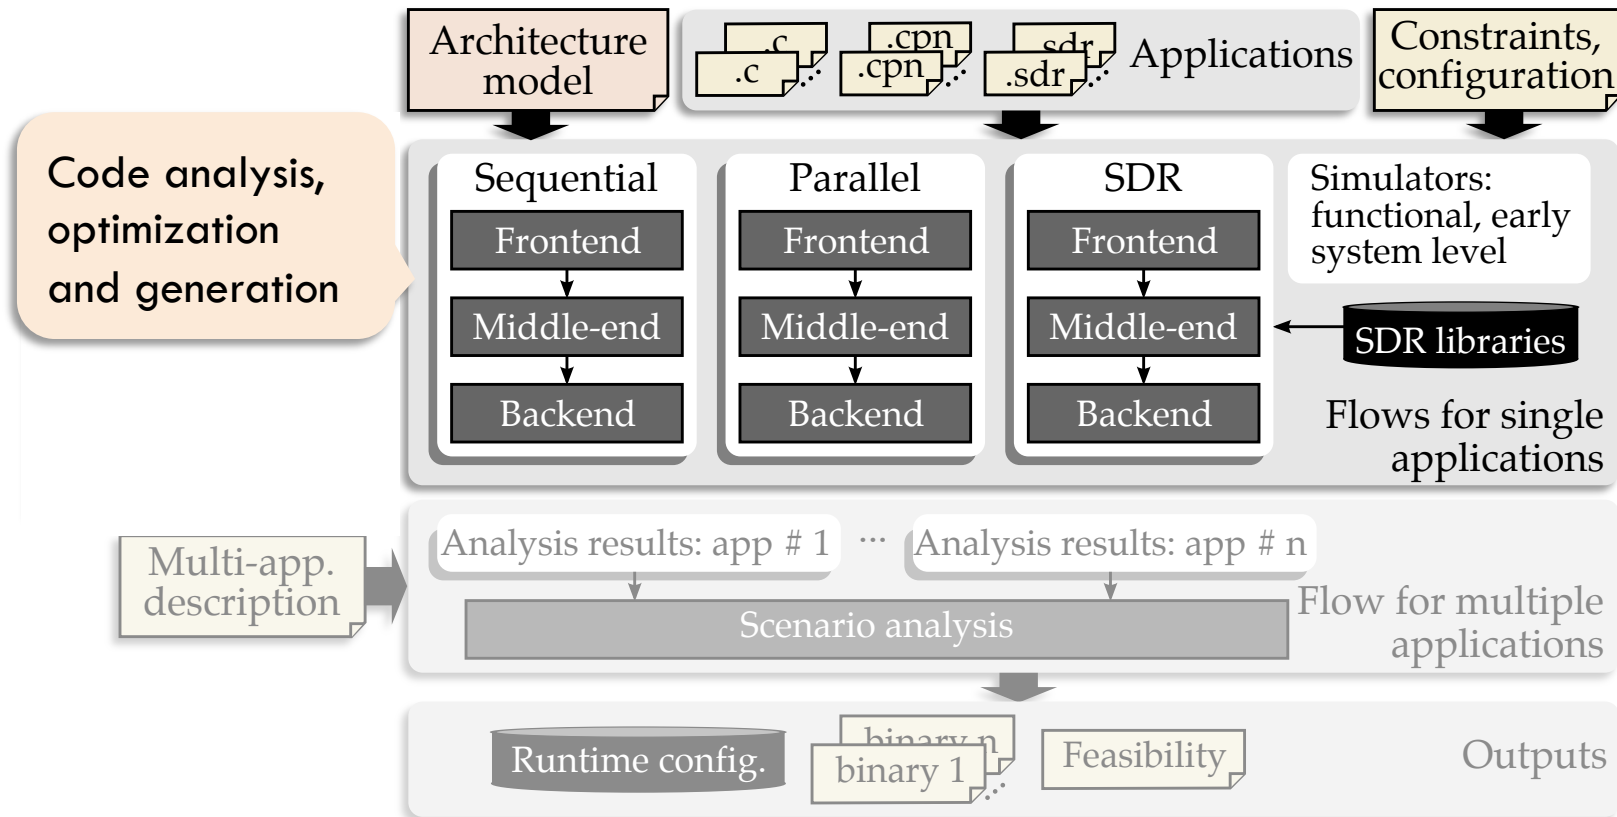 Architecture
model
.c
.c
.cpn
.cpn
.sdr
.sdr
Applications
Constraints,
configuration
Code analysis,
optimization
and generation
Sequential
Frontend
Middle-end
Backend
Parallel
Frontend
Middle-end
Backend
SDR
Frontend
Middle-end
Backend
Simulators:
functional, early
system level
SDR libraries
Flows for single
applications
Multi-app.
description
Analysis results: app # 1
...
Analysis results: app # n
Scenario analysis
Flow for multiple
applications
Runtime config.
binary n
binary 1
Feasibility
Outputs